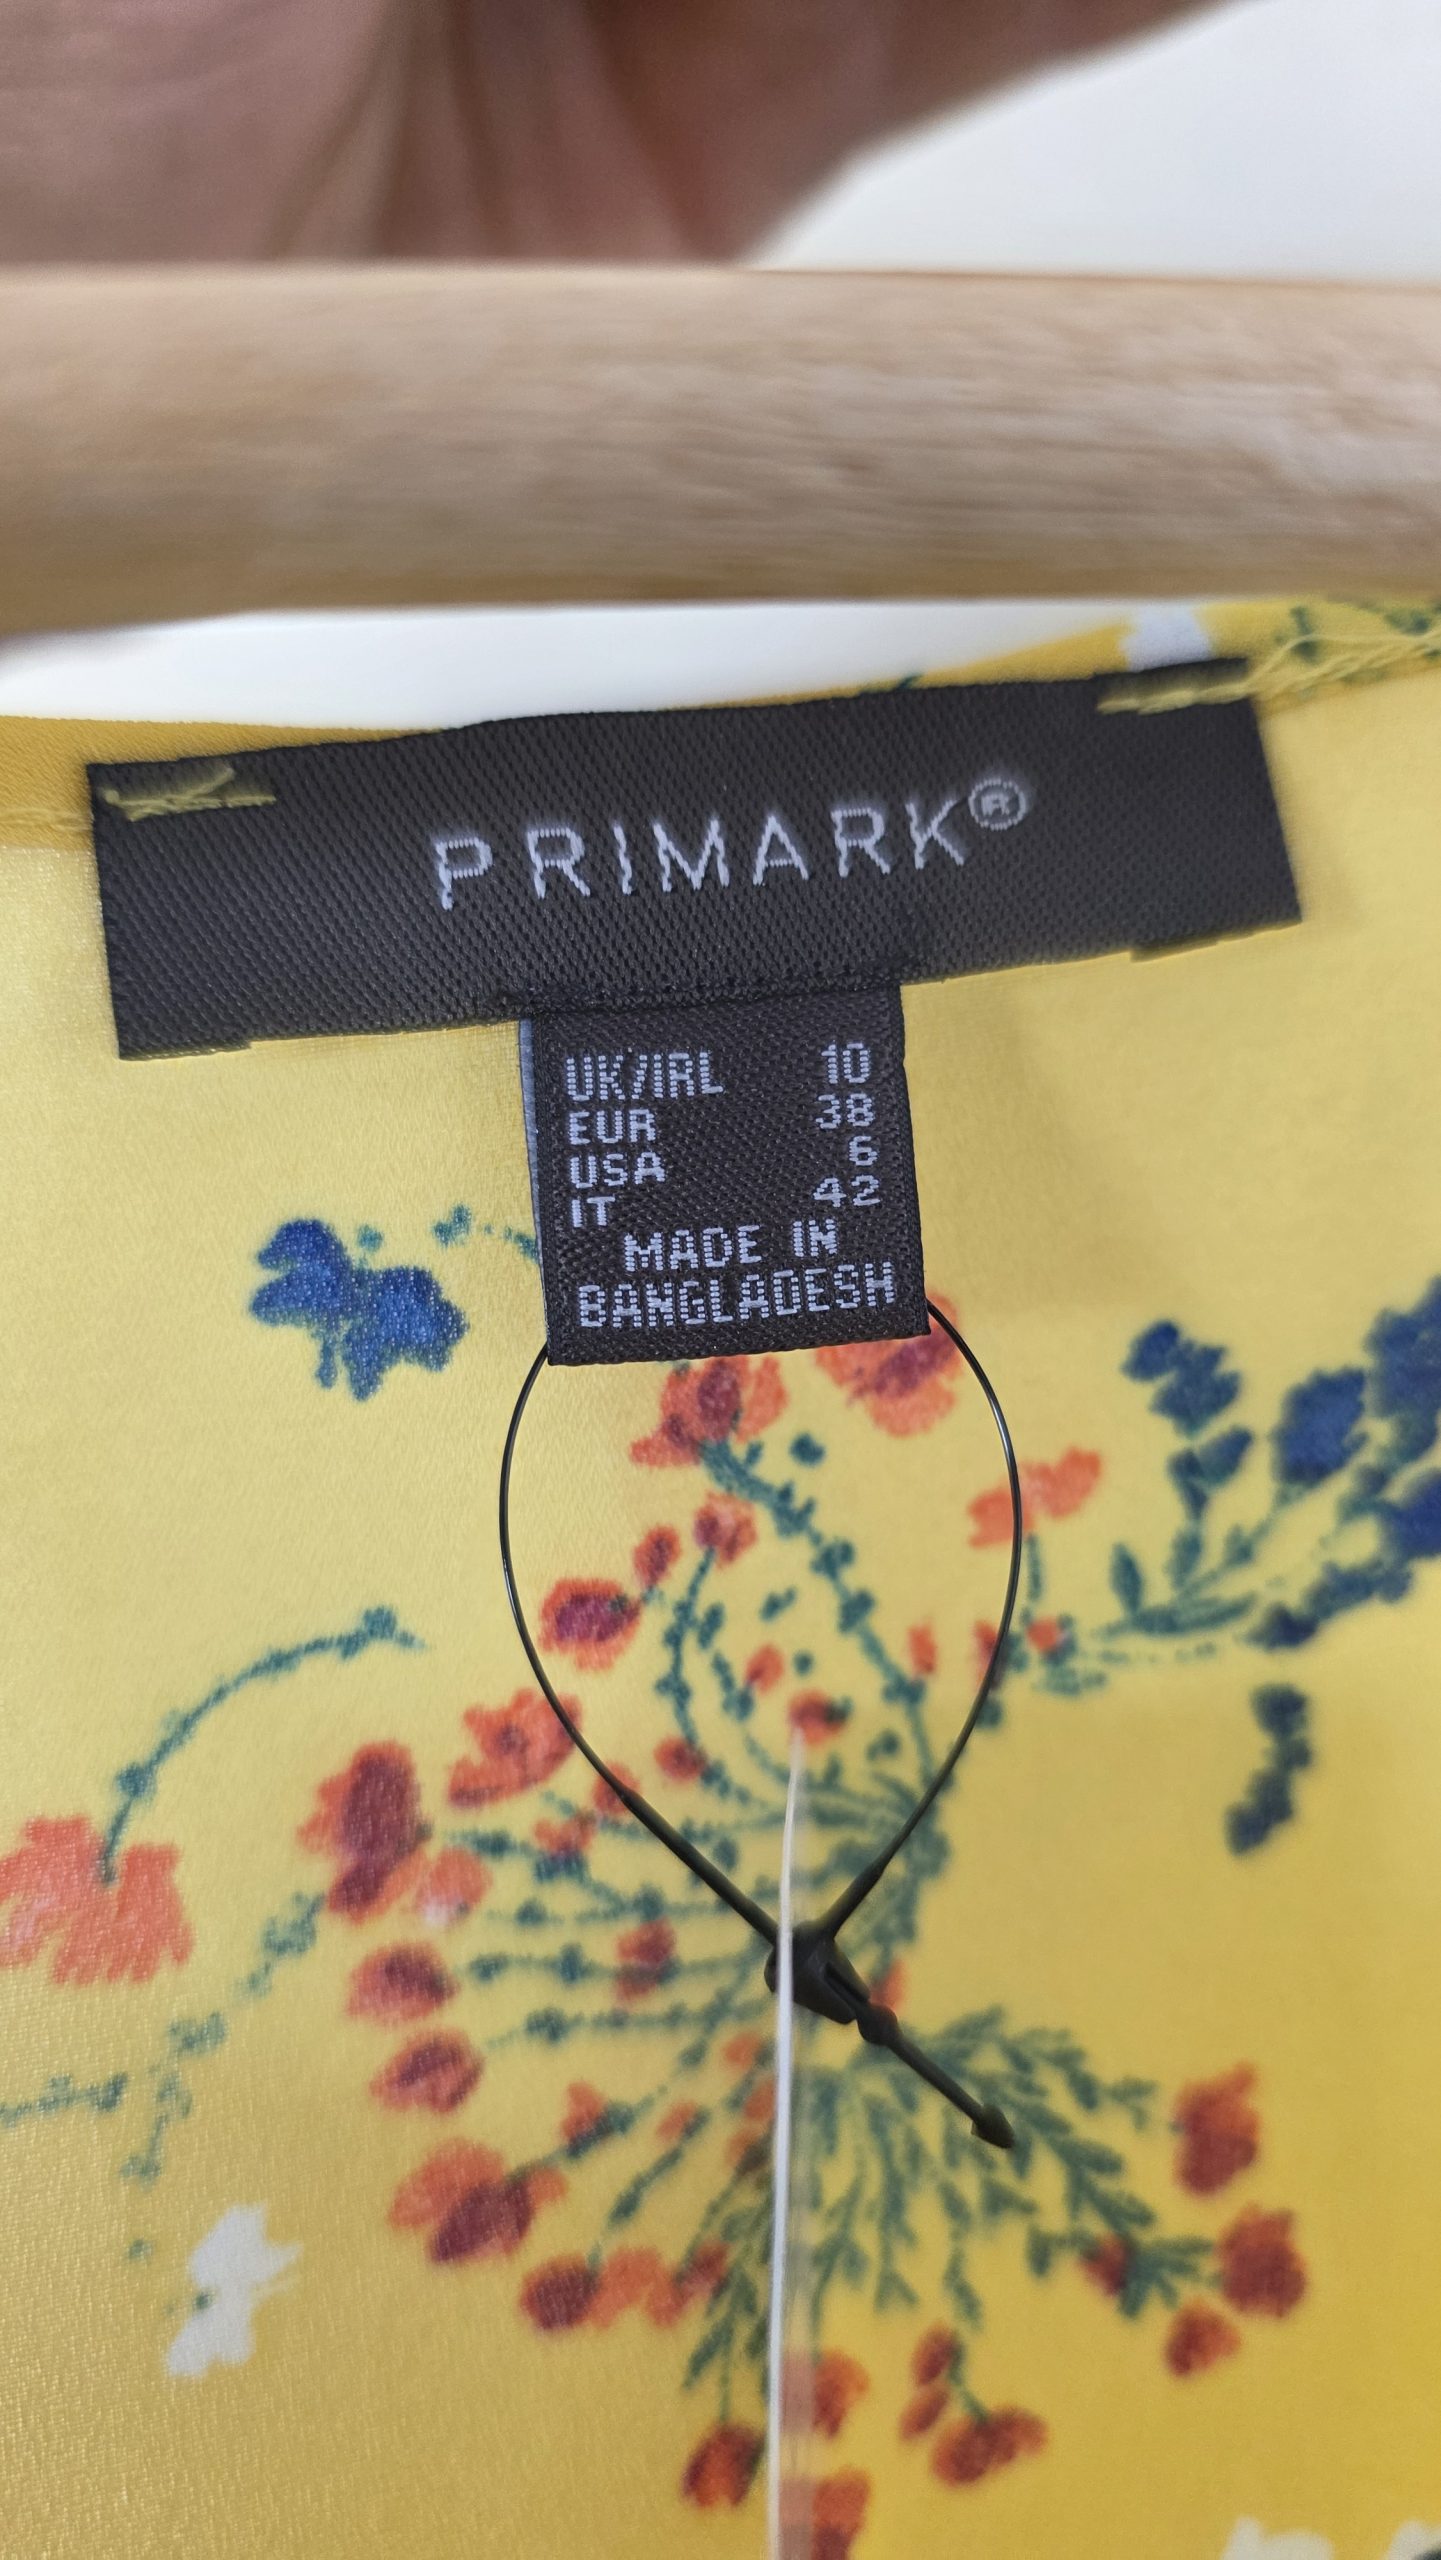 PRIMARK®
UK/IRL 10
EUR 38
USA 6
IT 42
MADE IN
BANGLADESH